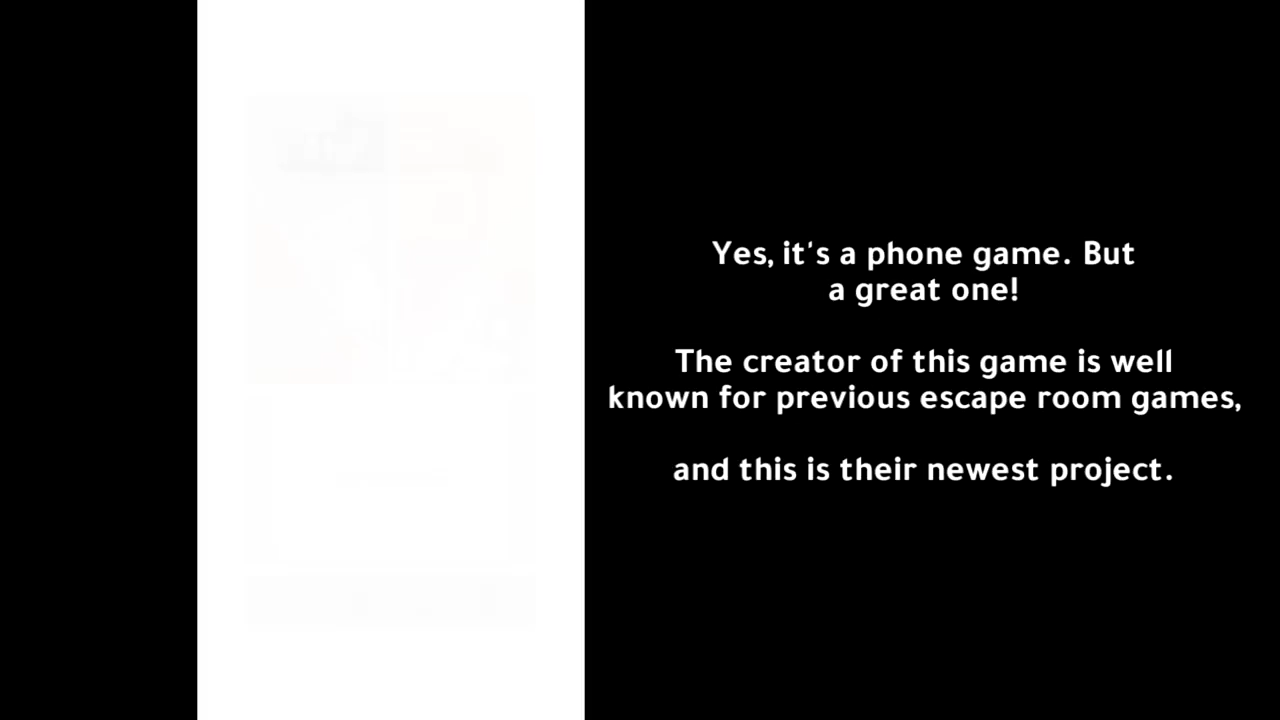 Yes, it's a phone game. But
a great one!
The creator of this game is well
known for previous escape room games,
and this is their newest project.